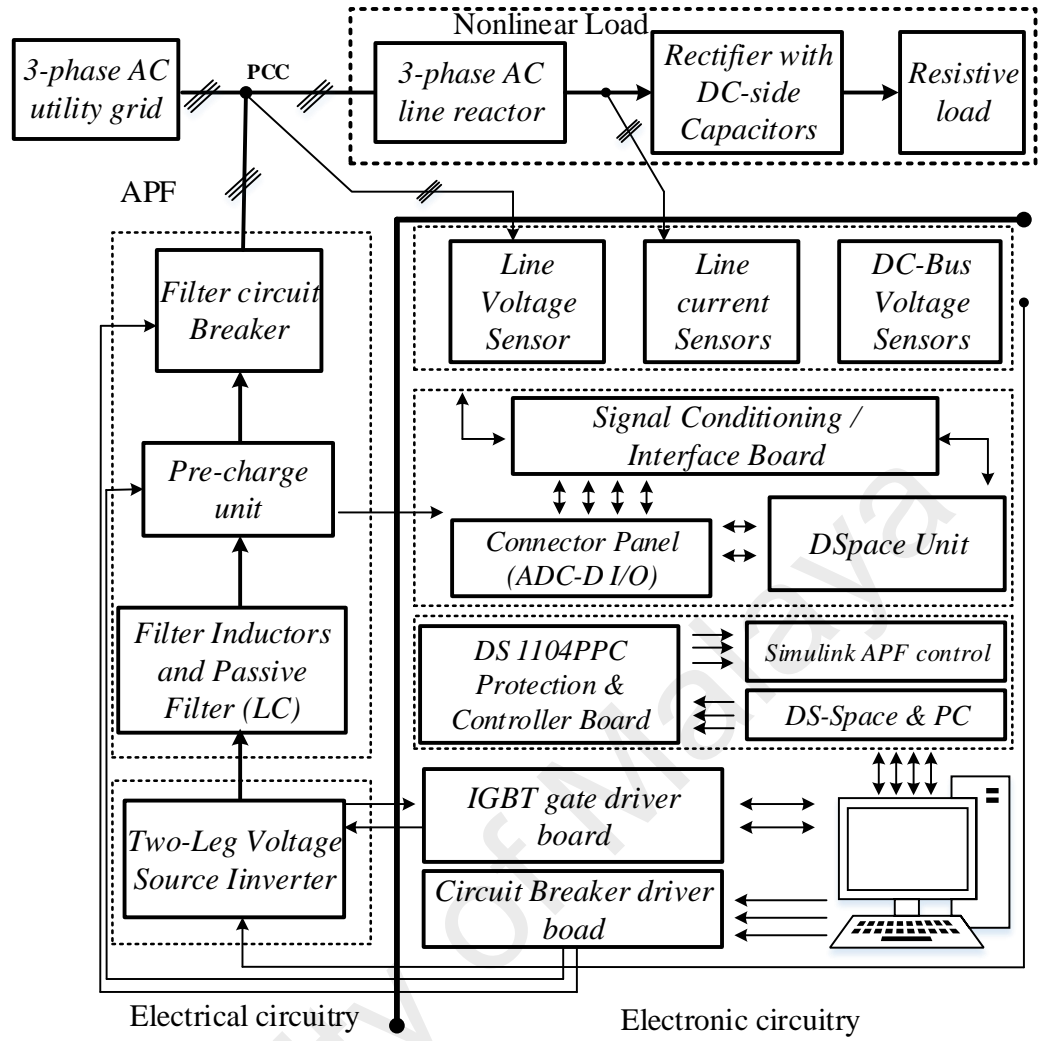 Nonlinear Load
3-phase AC
utility grid
PCC
3-phase AC
line reactor
Rectifier with
DC-side
Capacitors
Resistive
load
APF
Filter circuit
Breaker
Line
Voltage
Sensor
Line
current
Sensors
DC-Bus
Voltage
Sensors
Signal Conditioning /
Interface Board
Pre-charge
unit
Connector Panel
(ADC-D I/O)
DSpace Unit
Filter Inductors
and Passive
Filter (LC)
DS 1104PPC
Protection &
Controller Board
Simulink APF control
DS-Space & PC
Two-Leg Voltage
Source Iinverter
IGBT gate driver
board
Circuit Breaker driver
boad
Electrical circuitry
Electronic circuitry
ity of Malaya